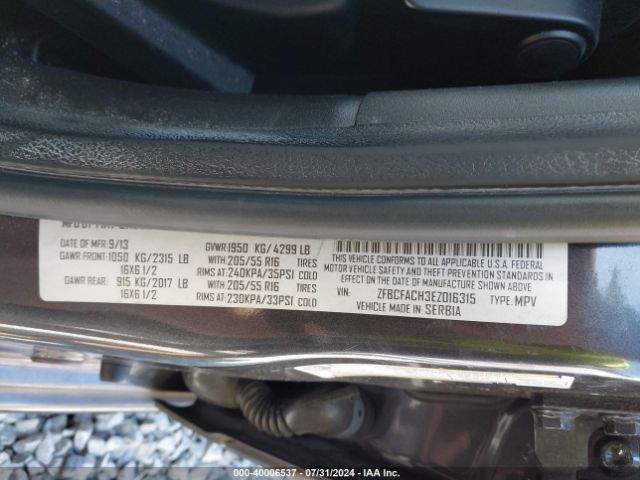 DATE OF MFR: 9/13 GVWR:1950 KG/4299 LB
GAWR FRONT:1050 KG/2315 LB WITH:205/55 R16 TIRES
16X6 1/2 RIMS AT:240KPA/35PSI COLD
GAWR REAR: 915 KG/2017 LB WITH:205/55 R16 TIRES
16X6 1/2 RIMS AT:230KPA/33PSI COLD
THIS VEHICLE CONFORMS TO ALL APPLICABLE U.S.A. FEDERAL
MOTOR VEHICLE SAFETY, BUMPER, AND THEFT PREVENTION
STANDARDS IN EFFECT ON THE DATE OF MANUFACTURE SHOWN ABOVE
VIN: ZFBCFACH3EZ016315 TYPE: MPV
VEHICLE MADE IN: SERBIA
000-40006537 - 07/31/2024 - IAA Inc.